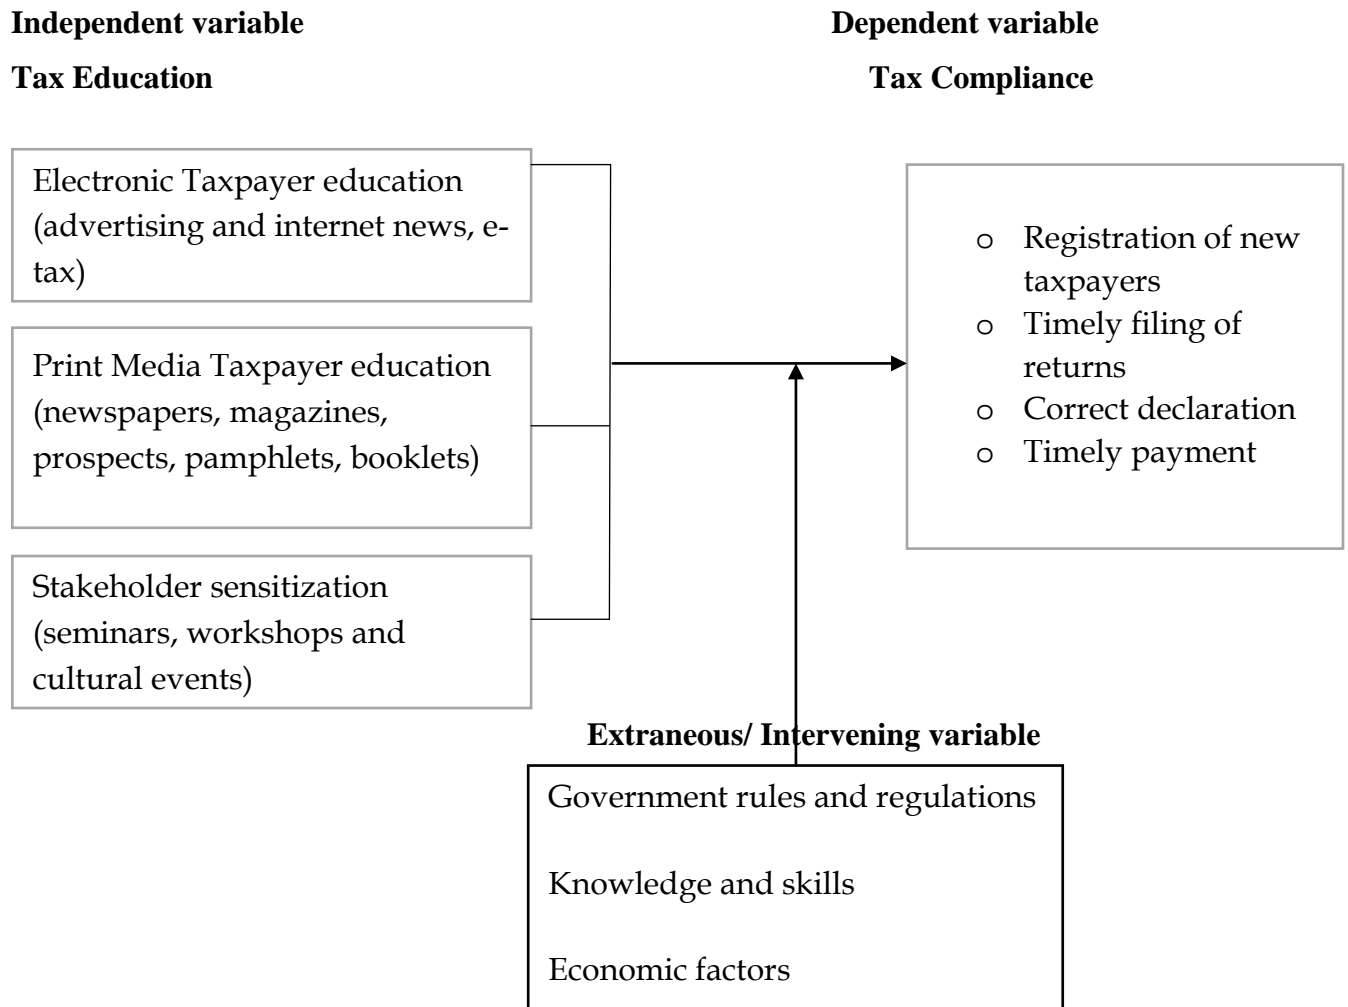 Independent variable
Dependent variable
Tax Education
Tax Compliance
Electronic Taxpayer education
(advertising and internet news, e-
tax)
Print Media Taxpayer education
(newspapers, magazines,
prospects, pamphlets, booklets)
Stakeholder sensitization
(seminars, workshops and
cultural events)
o Registration of new
taxpayers
o Timely filing of
returns
o Correct declaration
o Timely payment
Extraneous/ Intervening variable
Government rules and regulations
Knowledge and skills
Economic factors